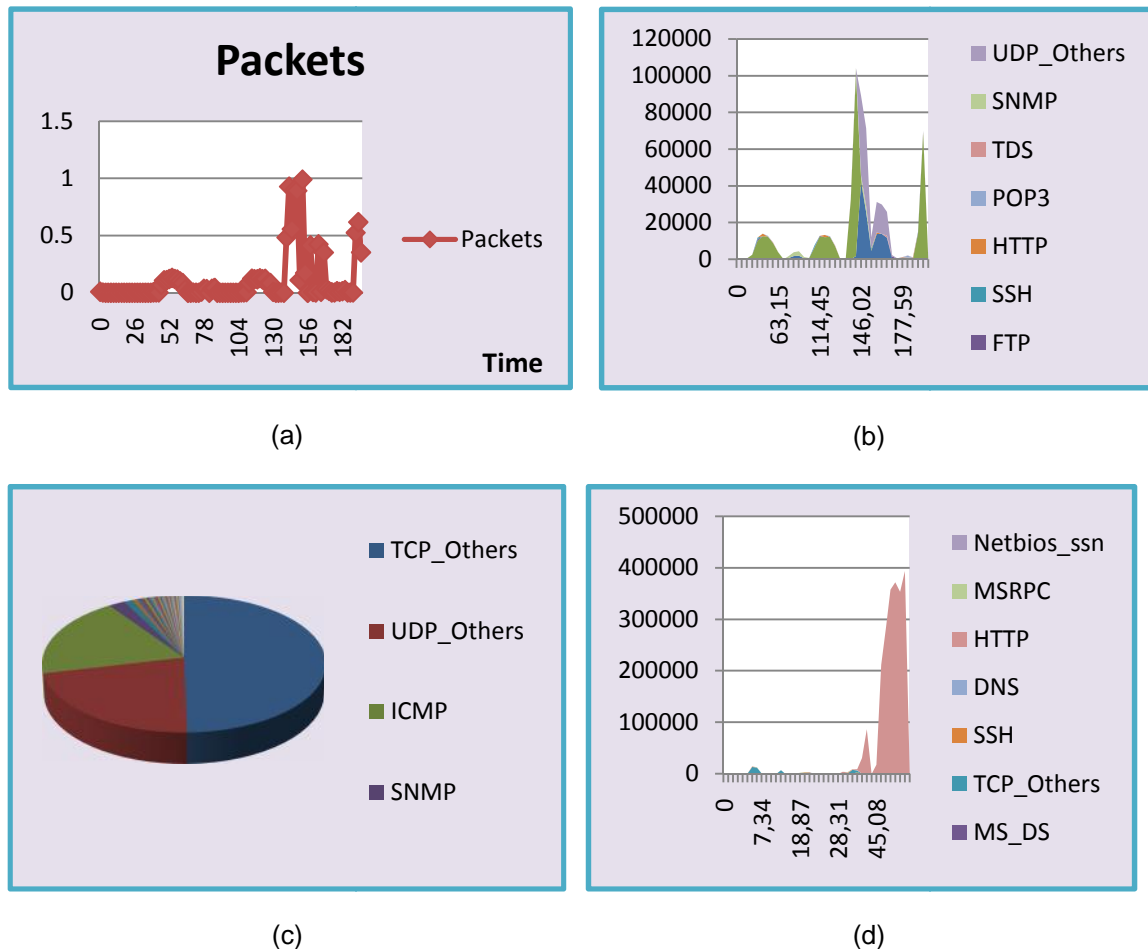 Packets
1.5
1
0.5
0
0 26 52 78 104 130 156 182
Time
Packets
(a)
120000
100000
80000
60000
40000
20000
0
0 63,15 114,45 146,02 177,59
UDP_Others
SNMP
TDS
POP3
HTTP
SSH
FTP
(b)
TCP_Others
UDP_Others
ICMP
SNMP
(c)
500000
400000
300000
200000
100000
0
0 7,34 18,87 28,31 45,08
Netbios_ssn
MSRPC
HTTP
DNS
SSH
TCP_Others
MS_DS
(d)